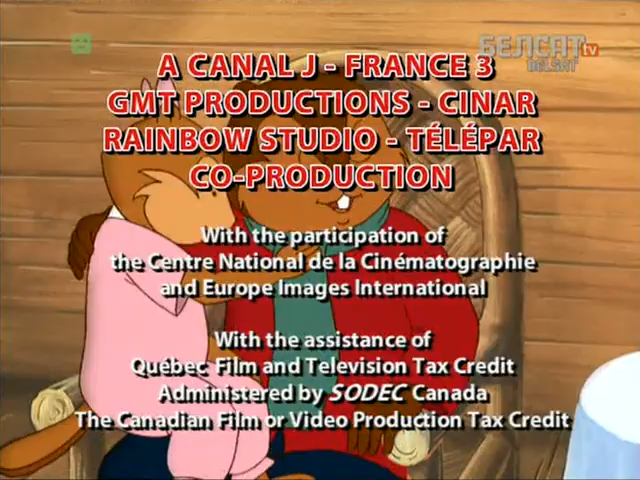 БЕЛСАТ tv
BELSAT
A CANAL J - FRANCE 3
GMT PRODUCTIONS - CINAR
RAINBOW STUDIO - TÉLÉPAR
CO-PRODUCTION
With the participation of
the Centre National de la Cinématographie
and Europe Images International
With the assistance of
Québec Film and Television Tax Credit
Administered by SODEC Canada
The Canadian Film or Video Production Tax Credit